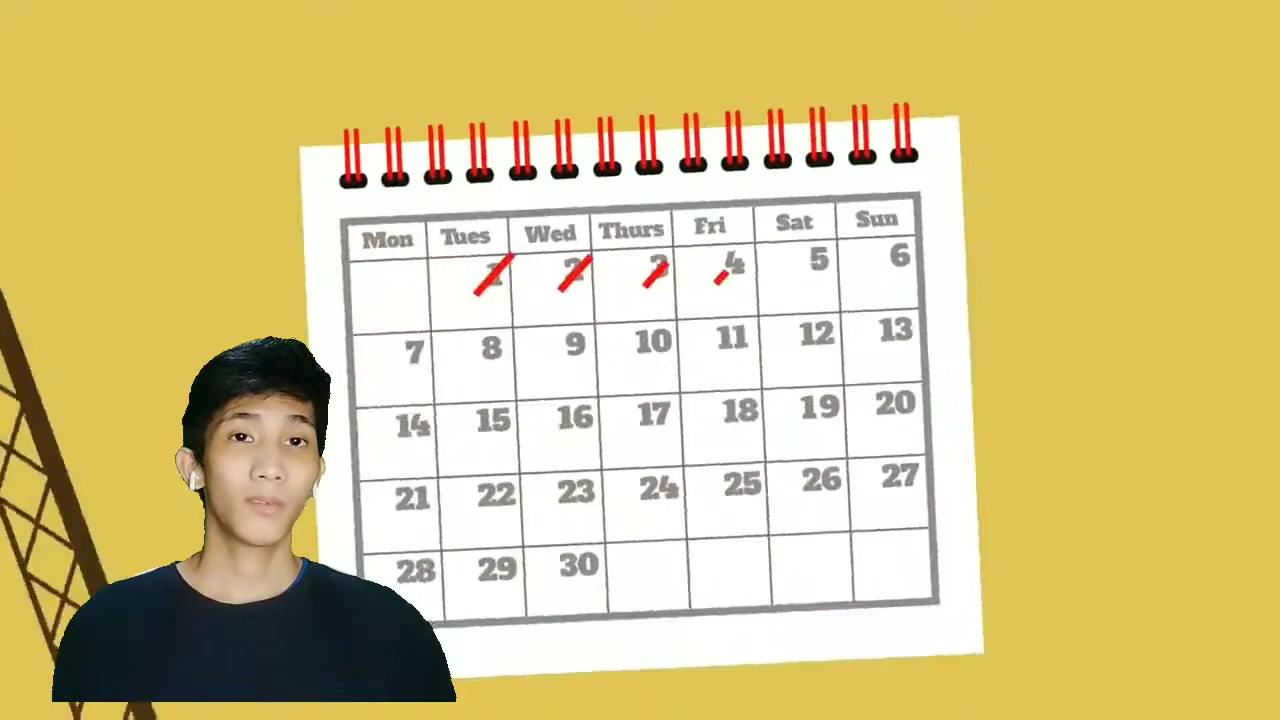 Mon Tues Wed Thurs Fri Sat Sun
1 2 3 4 5 6
7 8 9 10 11 12 13
14 15 16 17 18 19 20
21 22 23 24 25 26 27
28 29 30